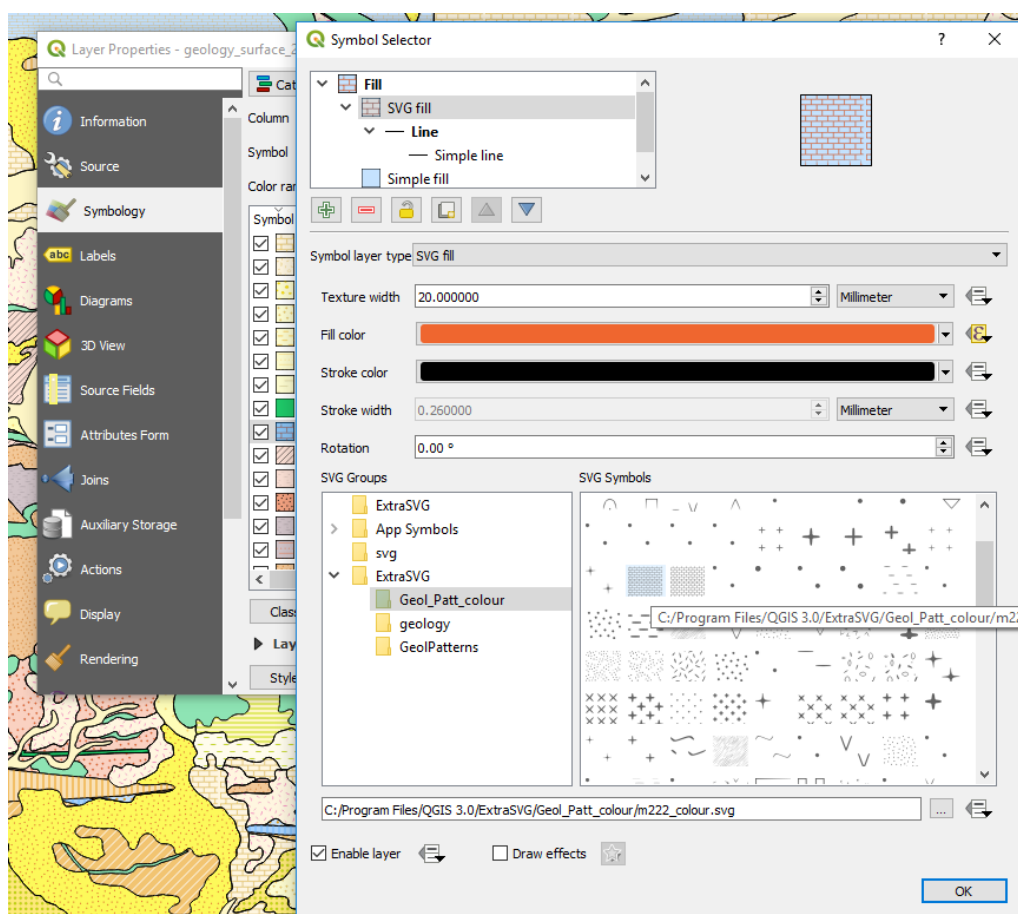 Layer Properties - geology_surface_2
Information
Source
Symbology
abc Labels
Diagrams
3D View
Source Fields
Attributes Form
Joins
Auxiliary Storage
Actions
Display
Rendering
Cat
Column
Symbol
Color ran
Symbol
Class
Lay
Style
Symbol Selector
?
Fill
SVG fill
Line
Simple line
Simple fill
Symbol layer type SVG fill
Texture width 20.000000 Millimeter
Fill color
Stroke color
Stroke width 0.260000 Millimeter
Rotation 0.00 °
SVG Groups SVG Symbols
ExtraSVG
App Symbols
svg
ExtraSVG
Geol_Patt_colour
geology
GeolPatterns
C:/Program Files/QGIS 3.0/ExtraSVG/Geol_Patt_colour/m22
C:/Program Files/QGIS 3.0/ExtraSVG/Geol_Patt_colour/m222_colour.svg ...
Enable layer Draw effects
OK